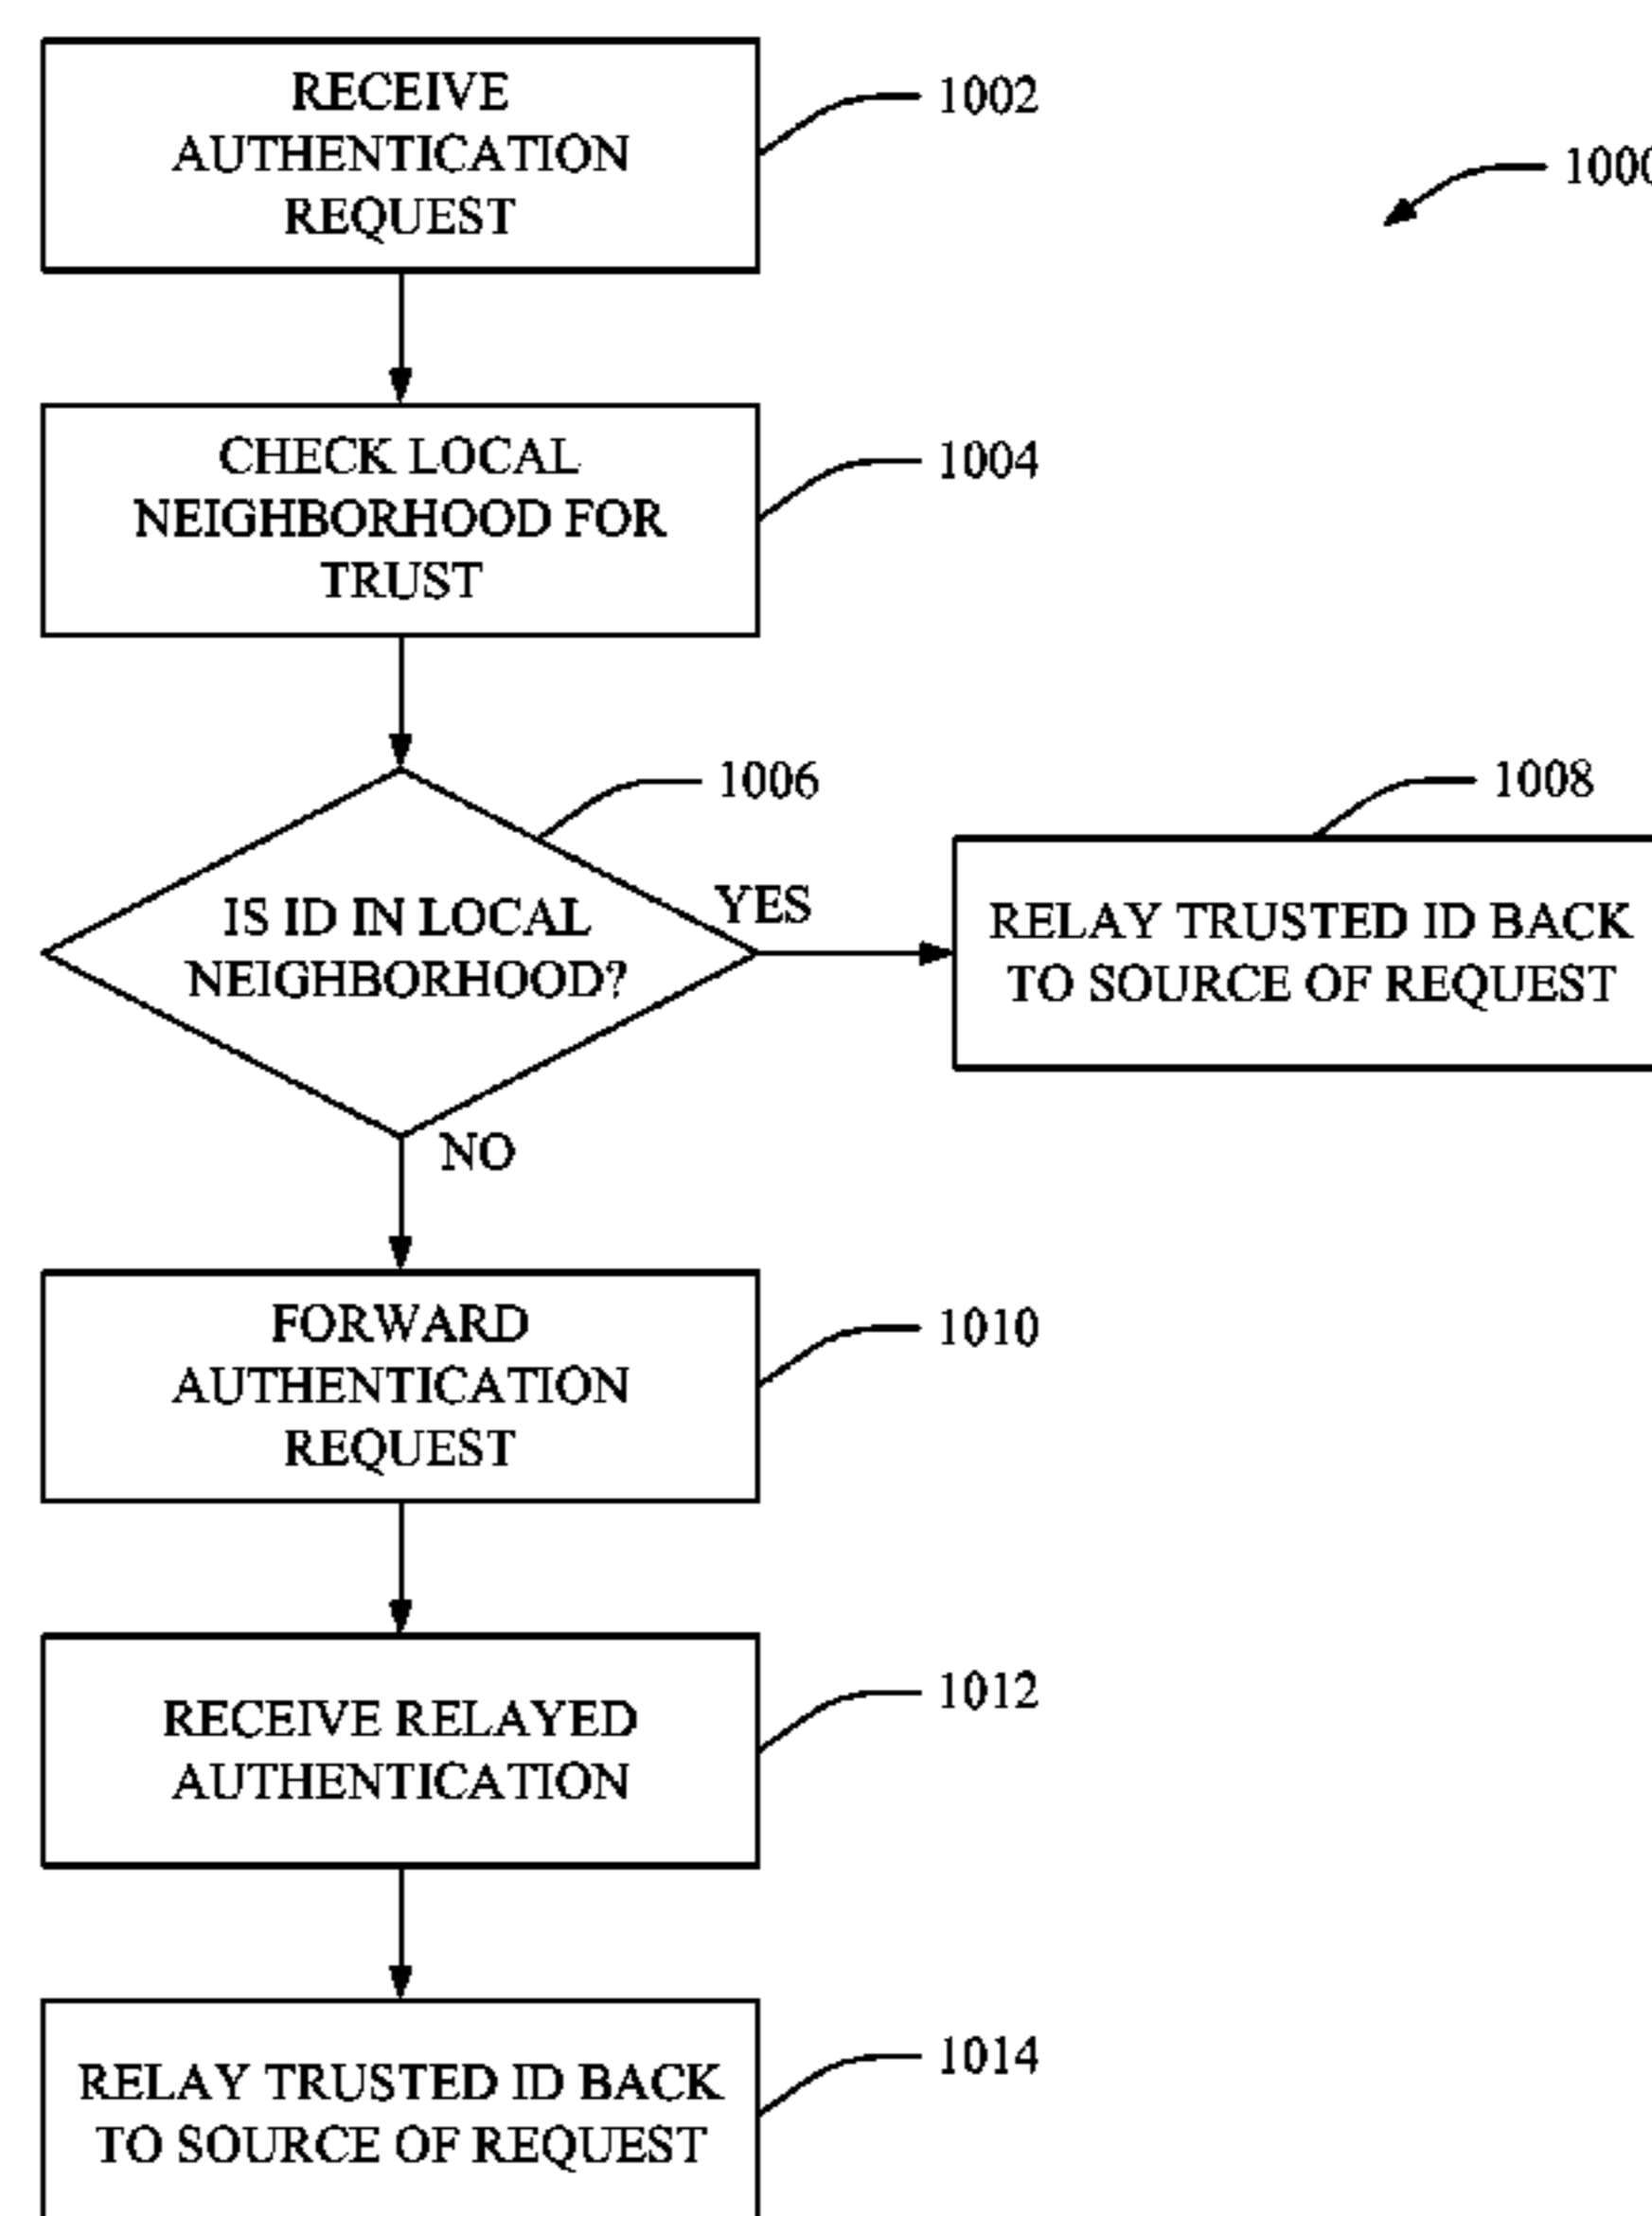 RECEIVE
AUTHENTICATION
REQUEST
1002
1000
CHECK LOCAL
NEIGHBORHOOD FOR
TRUST
1004
IS ID IN LOCAL
NEIGHBORHOOD?
1006
YES
1008
RELAY TRUSTED ID BACK
TO SOURCE OF REQUEST
NO
FORWARD
AUTHENTICATION
REQUEST
1010
RECEIVE RELAYED
AUTHENTICATION
1012
RELAY TRUSTED ID BACK
TO SOURCE OF REQUEST
1014